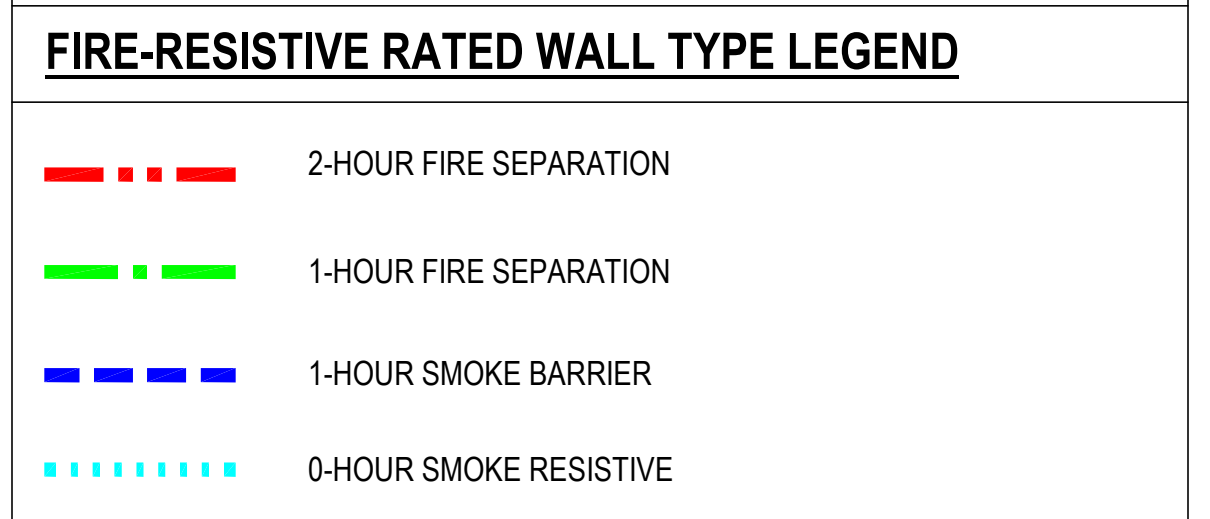 FIRE-RESISTIVE RATED WALL TYPE LEGEND
2-HOUR FIRE SEPARATION
1-HOUR FIRE SEPARATION
1-HOUR SMOKE BARRIER
0-HOUR SMOKE RESISTIVE